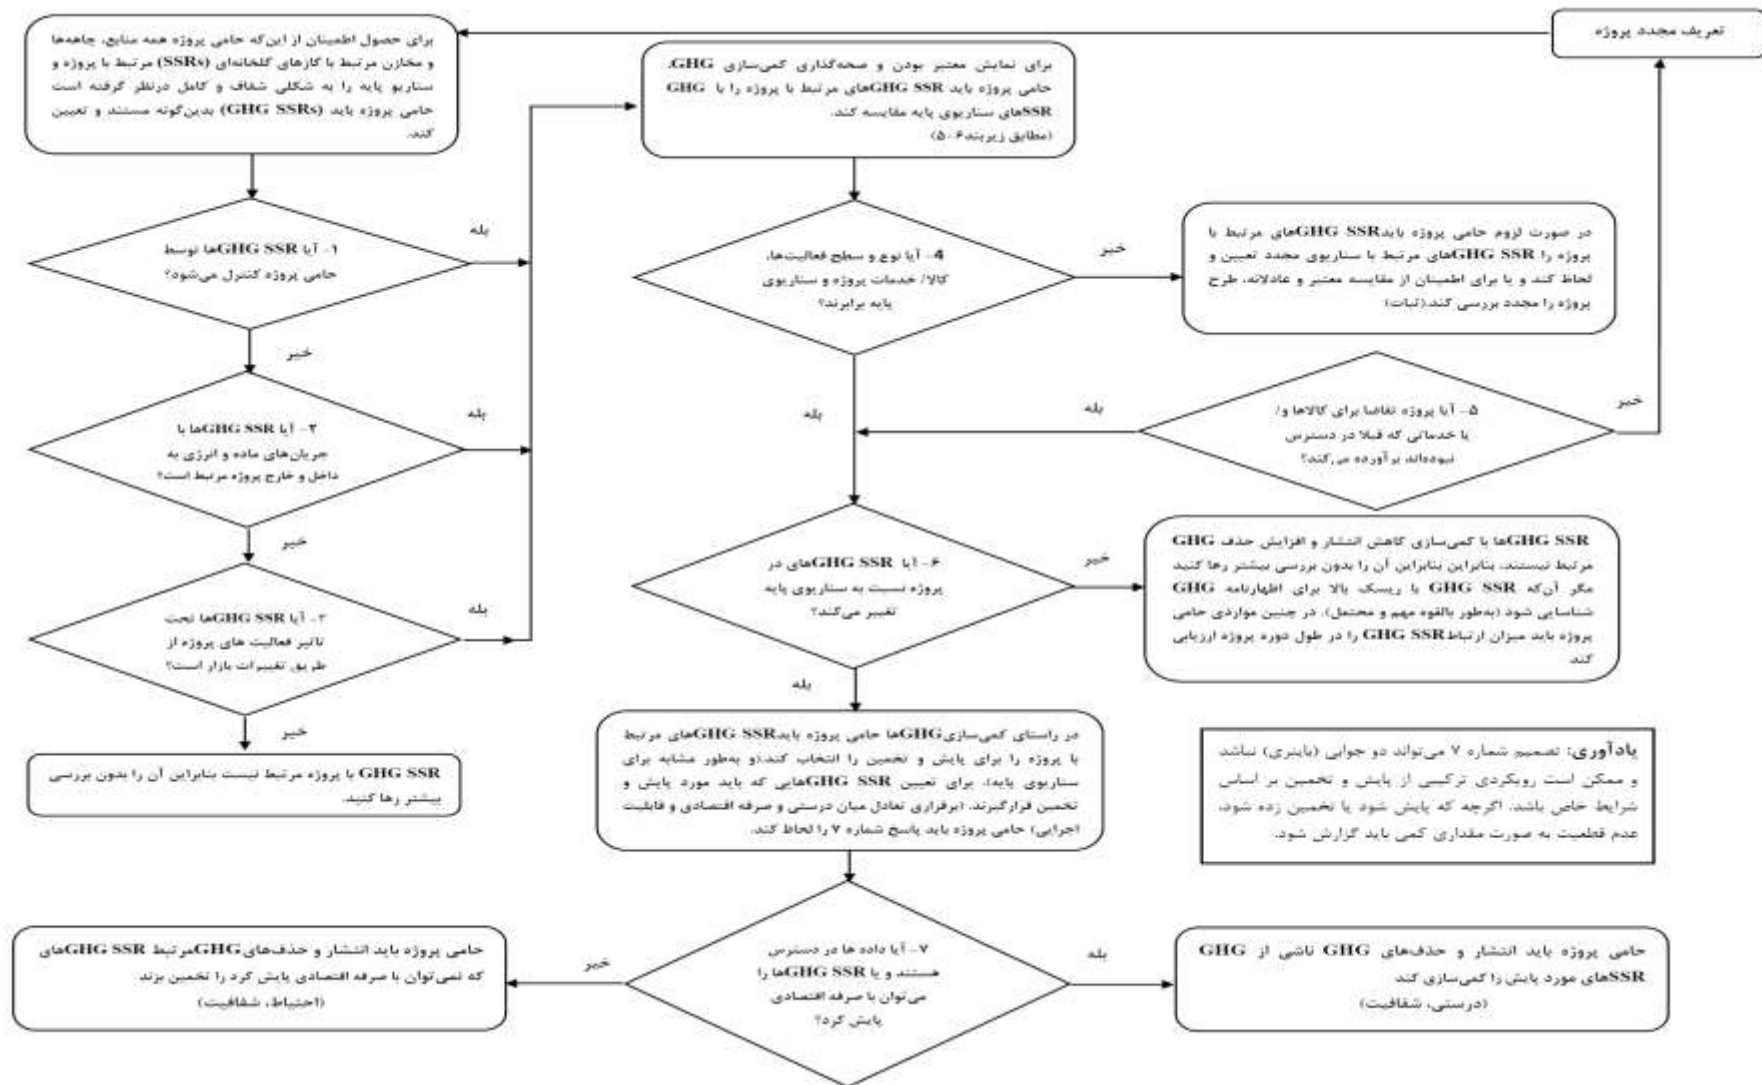 تعریف مجدد پروژه
برای حصول اطمینان از این‌که حامی پروژه همه منابع، چاهه‌ها
و مخازن مرتبط با گازهای گلخانه‌ای (SSRs) مرتبط با پروژه و
سناریو پایه را به شکلی شفاف و کامل درنظر گرفته است
حامی پروژه باید (GHG SSRs) بدین‌گونه مستند و تعیین
کند.
۱- آیا GHG SSRها توسط
حامی پروژه کنترل می‌شود؟
بله
خیر
۲- آیا GHG SSRها با
جریان‌های ماده و انرژی به
داخل و خارج پروژه مرتبط است؟
بله
خیر
۳- آیا GHG SSRها تحت
تاثیر فعالیت های پروژه از
طریق تغییرات بازار است؟
بله
خیر
GHG SSR با پروژه مرتبط نیست بنابراین آن را بدون بررسی
بیشتر رها کنید.
برای نمایش معتبر بودن و صحه‌گذاری کمی‌سازی GHG،
حامی پروژه باید GHG SSRهای مرتبط با پروژه را با GHG
SSRهای سناریوی پایه مقایسه کند.
(مطابق زیربند ۶-۵)
4- آیا نوع و سطح فعالیت‌ها،
کالا/ خدمات پروژه و سناریوی
پایه برابرند؟
خیر
در صورت لزوم حامی پروژه باید GHG SSRهای مرتبط با
پروژه را، GHG SSRهای مرتبط با سناریوی مجدد تعیین و
لحاظ کند و یا برای اطمینان از مقایسه معتبر و عادلانه، طرح
پروژه را مجدد بررسی کند.(ثبات)
۵- آیا پروژه تقاضا برای کالاها و/
یا خدماتی که قبلا در دسترس
نبوده‌اند برآورده می‌کند؟
بله
خیر
۶- آیا GHG SSRهای در
پروژه نسبت به سناریوی پایه
تغییر می‌کند؟
خیر
بله
GHG SSRها با کمی‌سازی کاهش انتشار و افزایش حذف GHG
مرتبط نیستند، بنابراین بنابراین آن را بدون بررسی بیشتر رها کنید
مگر آن‌که GHG SSR با ریسک بالا برای اظهارنامه GHG
شناسایی شود (به‌طور بالقوه مهم و محتمل). در چنین مواردی حامی
پروژه باید میزان ارتباط GHG SSR را در طول دوره پروژه ارزیابی
کند.
در راستای کمی‌سازی GHGها حامی پروژه باید GHG SSRهای مرتبط
با پروژه را برای پایش و تخمین را انتخاب کند.(و به‌طور مشابه برای
سناریوی پایه). برای تعیین GHG SSRهایی که باید مورد پایش و
تخمین قرارگیرند، (برقراری تعادل میان درستی و صرفه اقتصادی و قابلیت
اجرایی) حامی پروژه باید پاسخ شماره ۷ را لحاظ کند.
یادآوری: تصمیم شماره ۷ می‌تواند دو جوابی (باینری) نباشد
و ممکن است رویکردی ترکیبی از پایش و تخمین بر اساس
شرایط خاص باشد. اگرچه که پایش شود یا تخمین زده شود،
عدم قطعیت به صورت مقداری کمی باید گزارش شود.
۷- آیا داده ها در دسترس
هستند و یا GHG SSRها را
می‌توان با صرفه اقتصادی
پایش کرد؟
بله
خیر
حامی پروژه باید انتشار و حذف‌های GHG ناشی از GHG
SSRهای مورد پایش را کمی‌سازی کند
(درستی، شفافیت)
حامی پروژه باید انتشار و حذف‌های GHGمرتبط GHG SSRهای
که نمی‌توان با صرفه اقتصادی پایش کرد را تخمین بزند
(احتیاط، شفافیت)